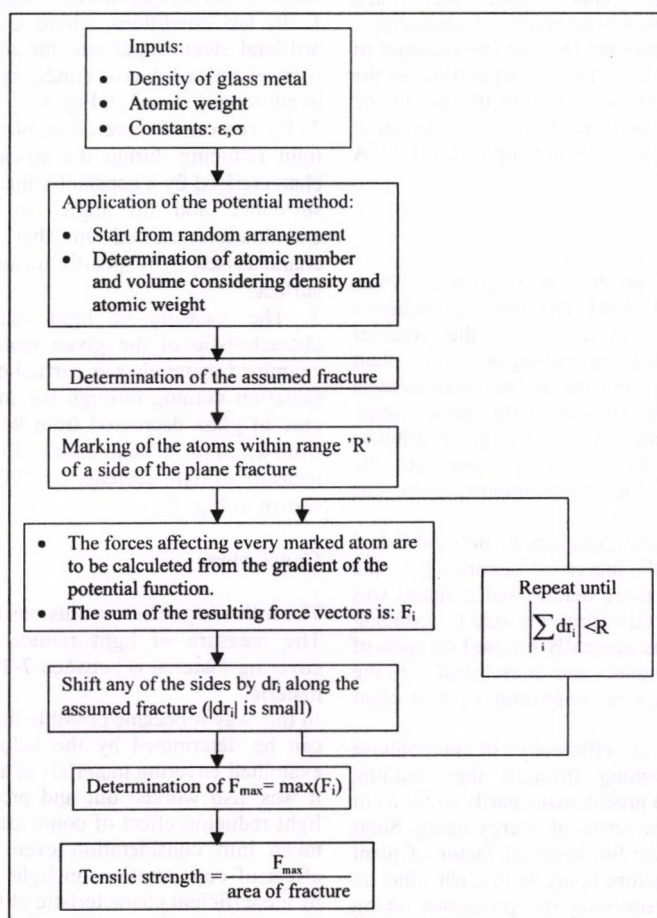 Inputs:
• Density of glass metal
• Atomic weight
• Constants: ε,σ
Application of the potential method:
• Start from random arrangement
• Determination of atomic number
and volume considering density and
atomic weight
Determination of the assumed fracture
Marking of the atoms within range 'R'
of a side of the plane fracture
• The forces affecting every marked atom are
to be calculeted from the gradient of the
potential function.
• The sum of the resulting force vectors is: Fi
Repeat until
|∑ dri|<R
i
Shift any of the sides by dri along the
assumed fracture (|dri| is small)
Determination of Fmax= max(Fi)
Tensile strength = Fmax
area of fracture